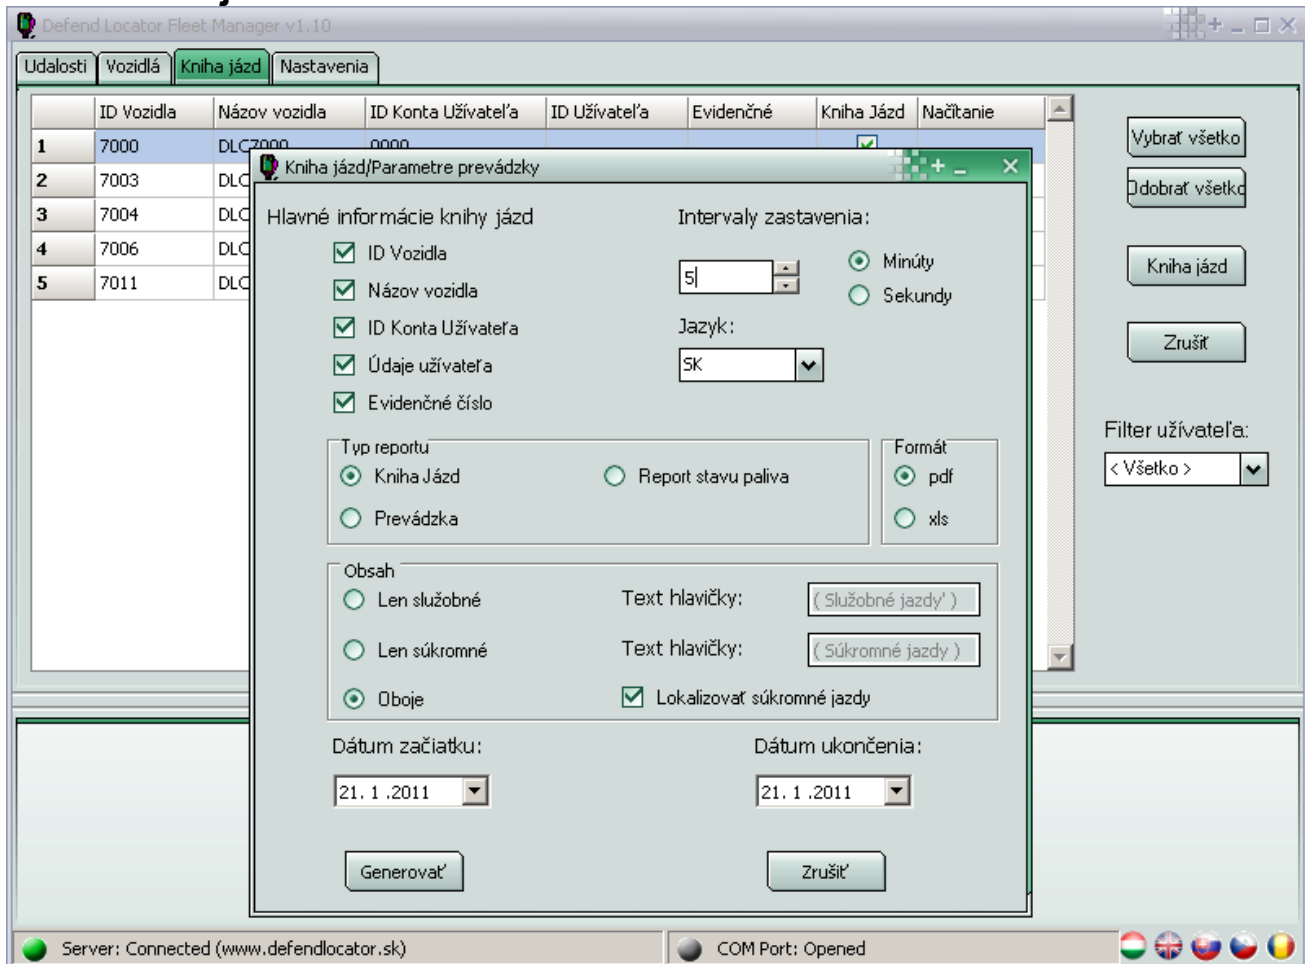 Defend Locator Fleet Manager v1.10
Udalosti Vozidlá Kniha jázd Nastavenia
ID Vozidla Názov vozidla ID Konta Užívateľa ID Užívateľa Evidenčné Kniha Jázd Načítanie
1 7000 DLC7000 0000
2 7003 DLC
3 7004 DLC
4 7006 DLC
5 7011 DLC
Vybrať všetko
Odobrať všetko
Kniha jázd
Zrušiť
Filter užívateľa:
< Všetko >
Kniha jázd/Parametre prevádzky
Hlavné informácie knihy jázd
ID Vozidla
Názov vozidla
ID Konta Užívateľa
Údaje užívateľa
Evidenčné číslo
Intervaly zastavenia:
5
Minúty
Sekundy
Jazyk:
SK
Typ reportu
Kniha Jázd
Report stavu paliva
Prevádzka
Formát
pdf
xls
Obsah
Len služobné Text hlavičky: ( Služobné jazdy' )
Len súkromné Text hlavičky: ( Súkromné jazdy )
Oboje Lokalizovať súkromné jazdy
Dátum začiatku: Dátum ukončenia:
21. 1 .2011 21. 1 .2011
Generovať Zrušiť
Server: Connected (www.defendlocator.sk) COM Port: Opened